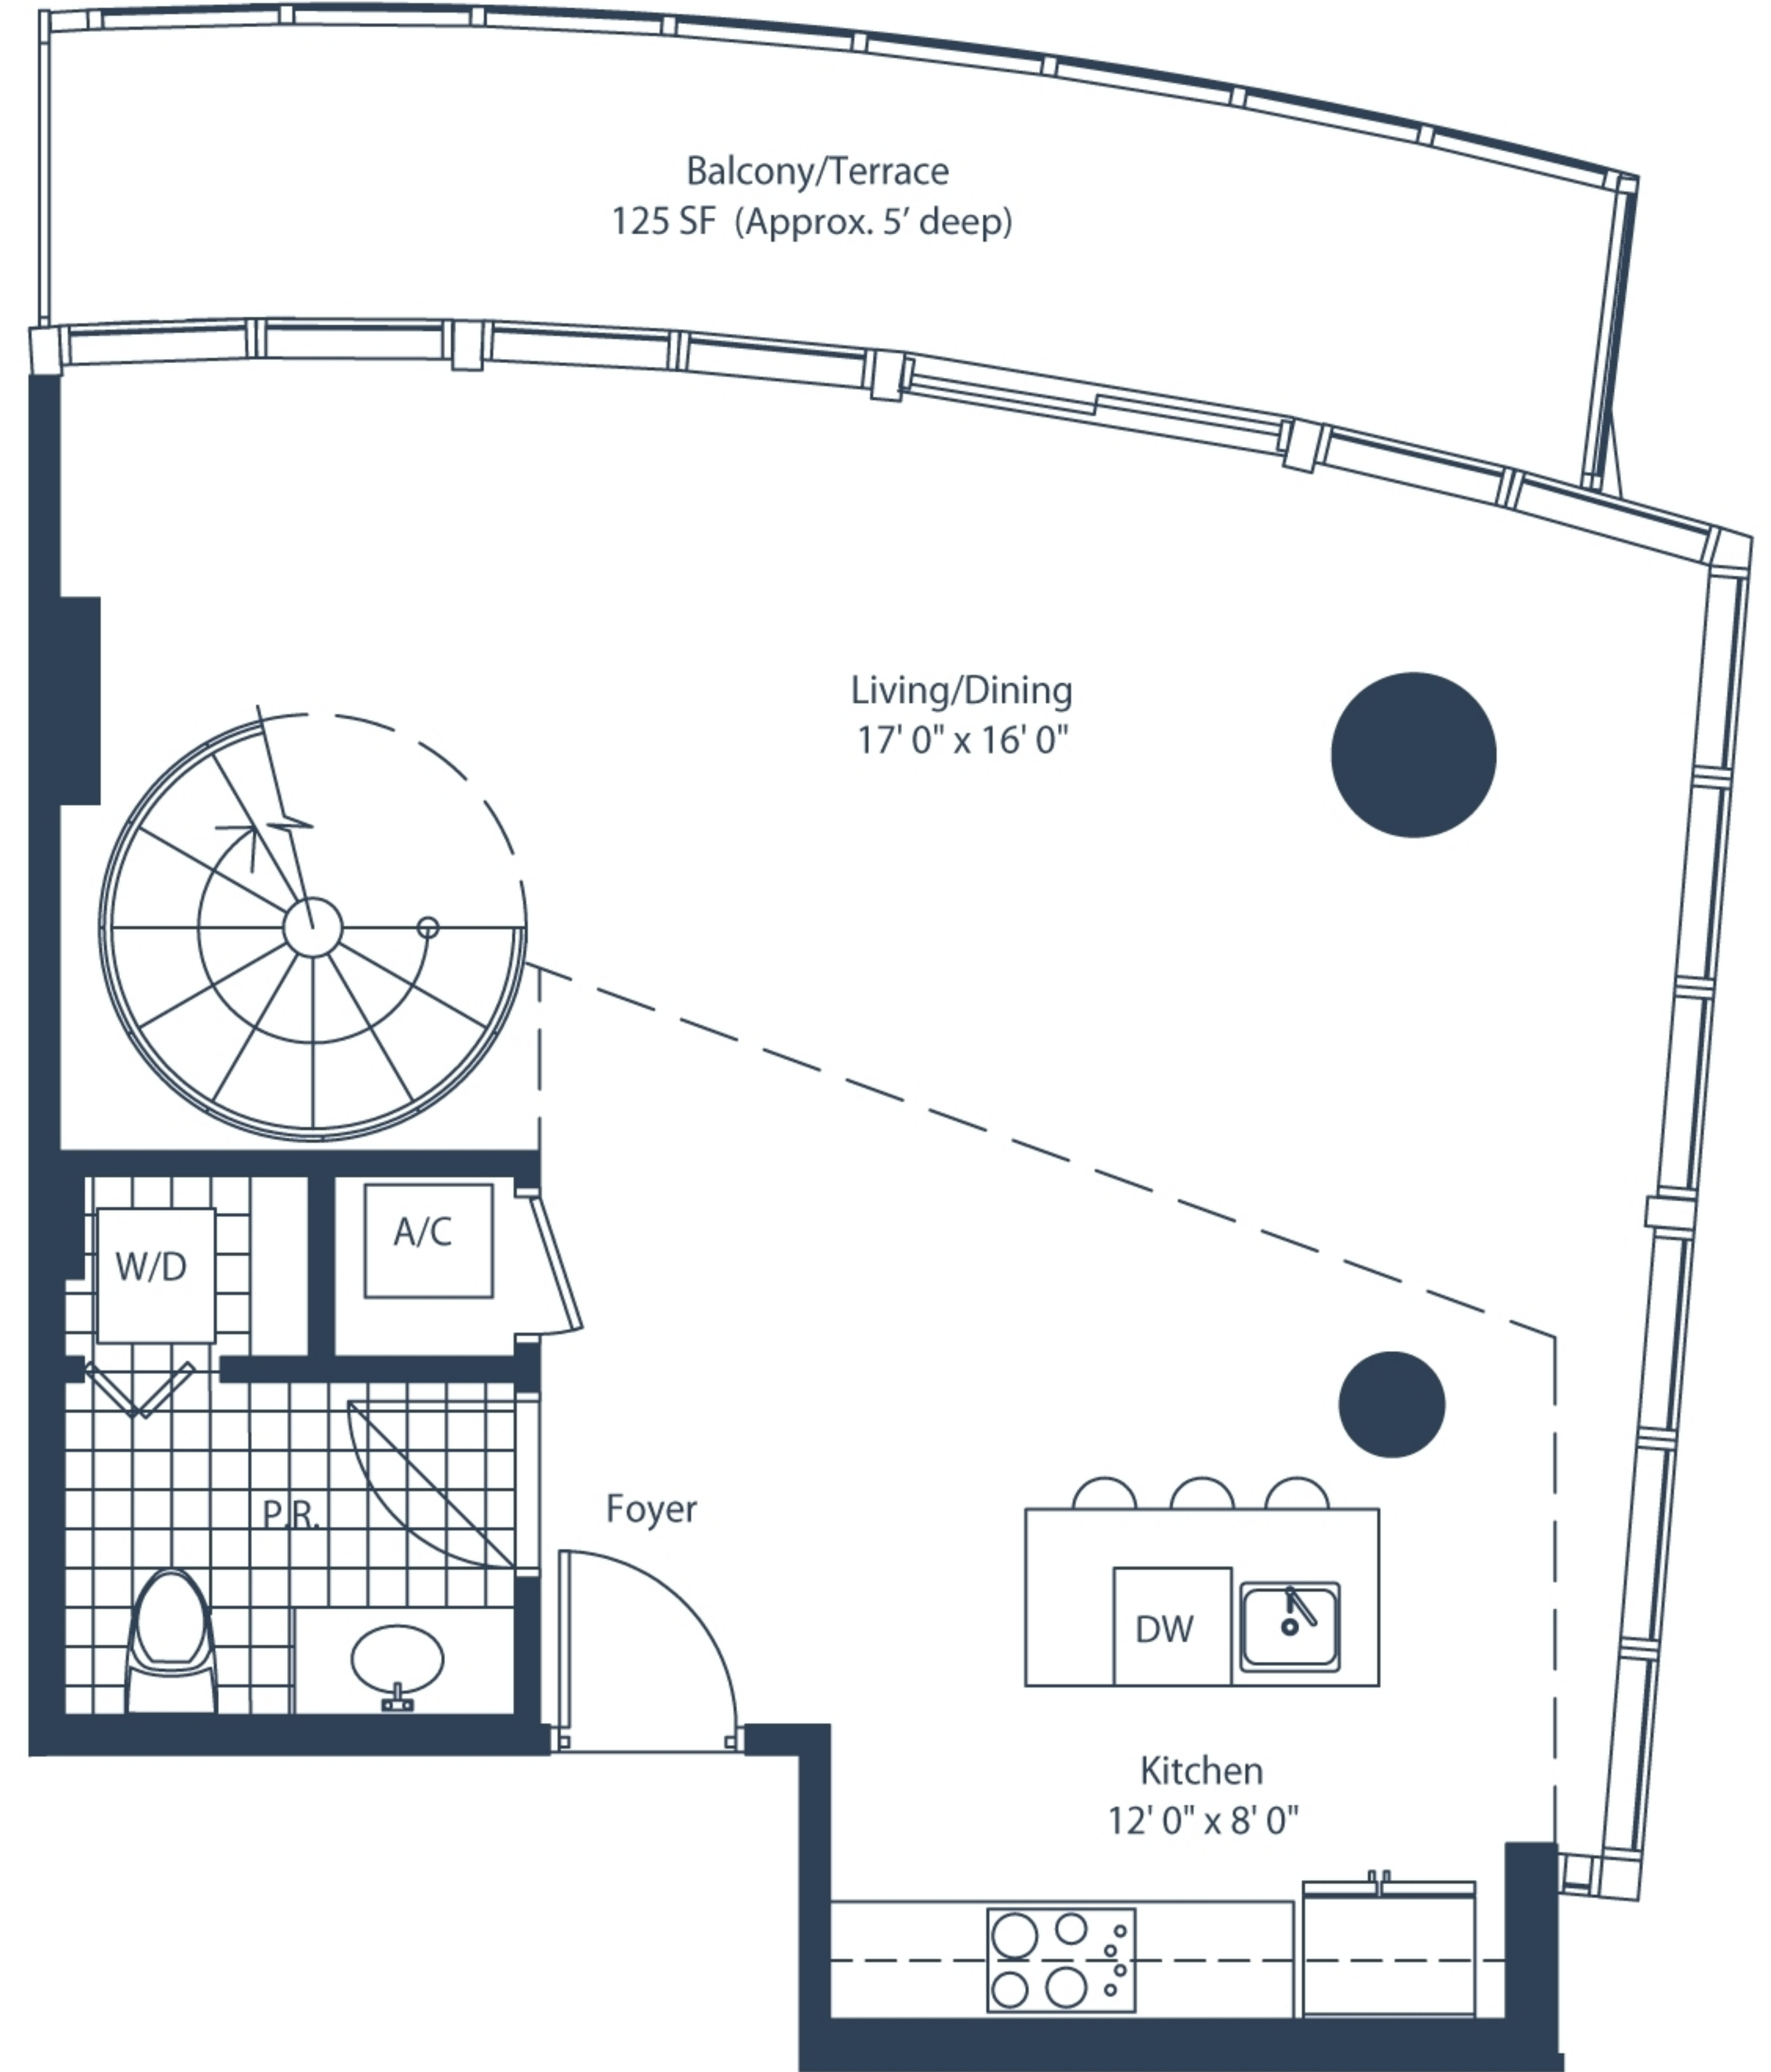 Balcony/Terrace
125 SF (Approx. 5’ deep)
Living/Dining
17' 0" x 16' 0"
A/C
W/D
P.R.
Foyer
DW
Kitchen
12' 0" x 8' 0"